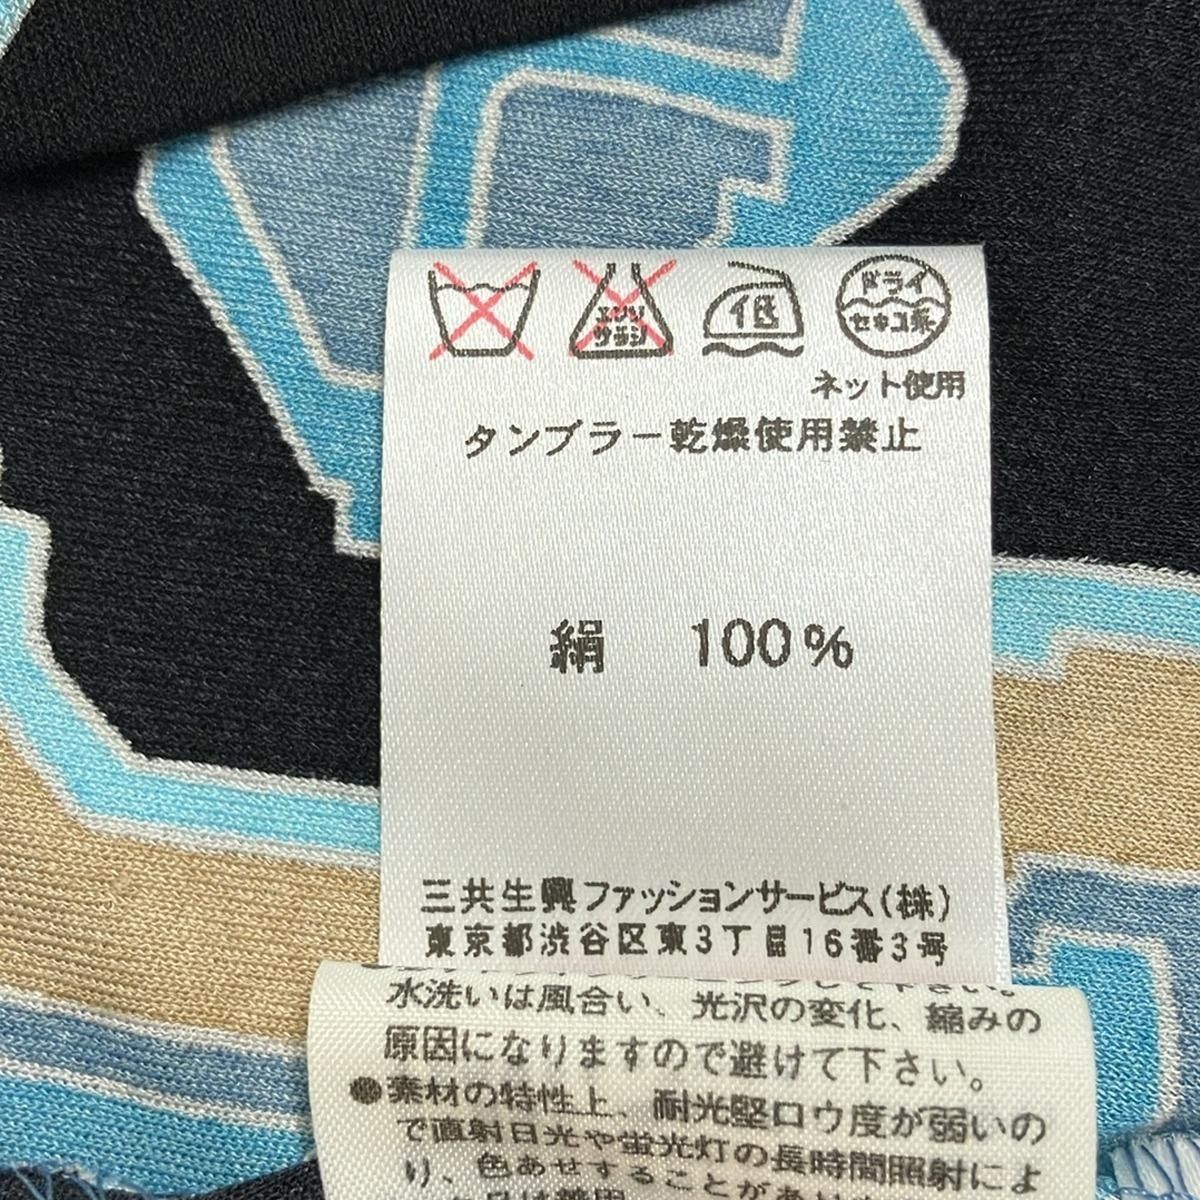 エンソ
サラシ
低
ドライ
セキユ系
ネット使用
タンブラー乾燥使用禁止
絹 100%
三共生興ファッションサービス(株)
東京都渋谷区東3丁目16番3号
水洗いは風合い、光沢の変化、縮みの
原因になりますので避けて下さい。
●素材の特性上、耐光堅ロウ度が弱いの
で直射日光や蛍光灯の長時間照射によ
り、色あせすることがあ